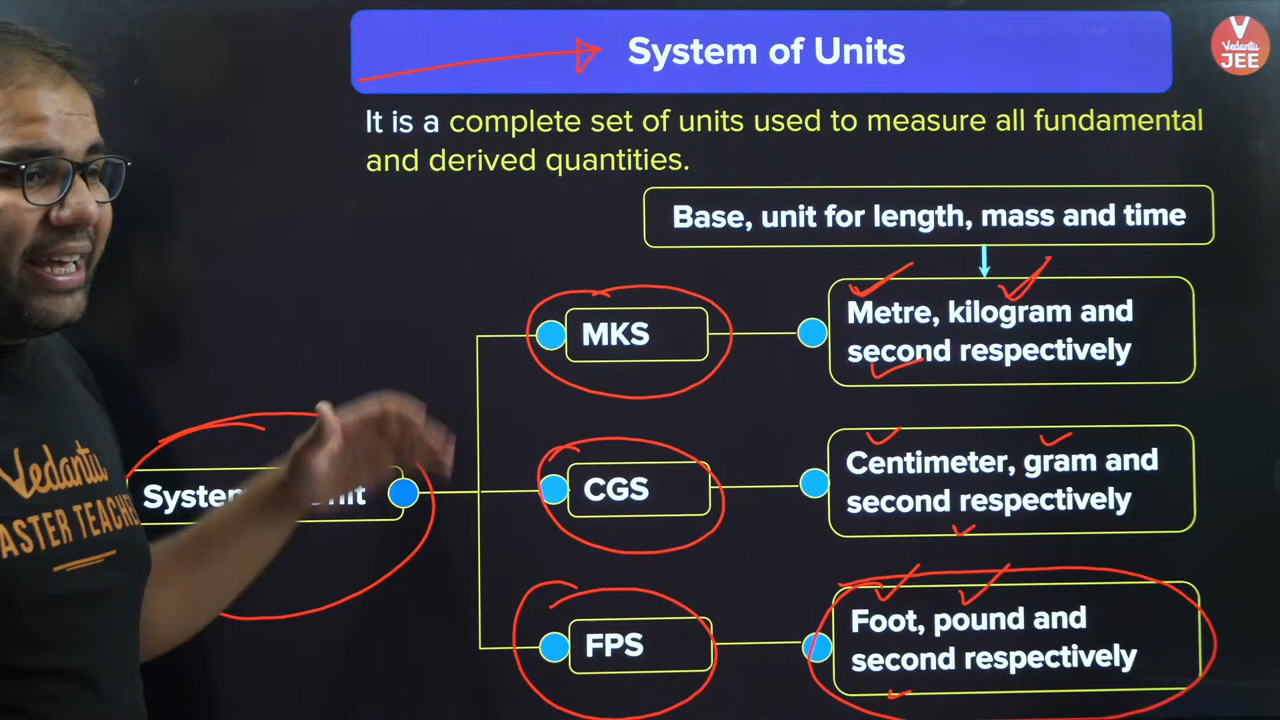 System of Units
V
Vedantu
JEE
It is a complete set of units used to measure all fundamental
and derived quantities.
Base, unit for length, mass and time
MKS
Metre, kilogram and
second respectively
CGS
Centimeter, gram and
second respectively
FPS
Foot, pound and
second respectively
Vedantu
ASTER TEACHE